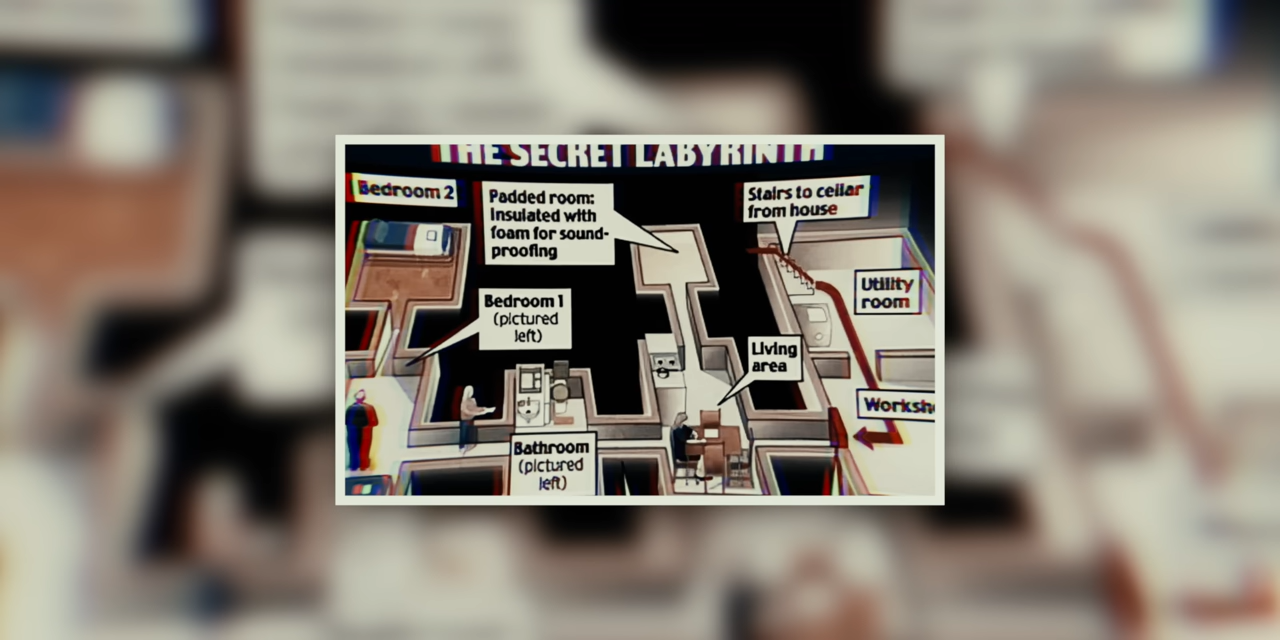 THE SECRET LABYRINTH
Bedroom 2
Padded room:
Insulated with
foam for sound-
proofing
Stairs to cellar
from house
Utility
room
Bedroom 1
(pictured
left)
Living
area
Worksh
Bathroom
(pictured
left)